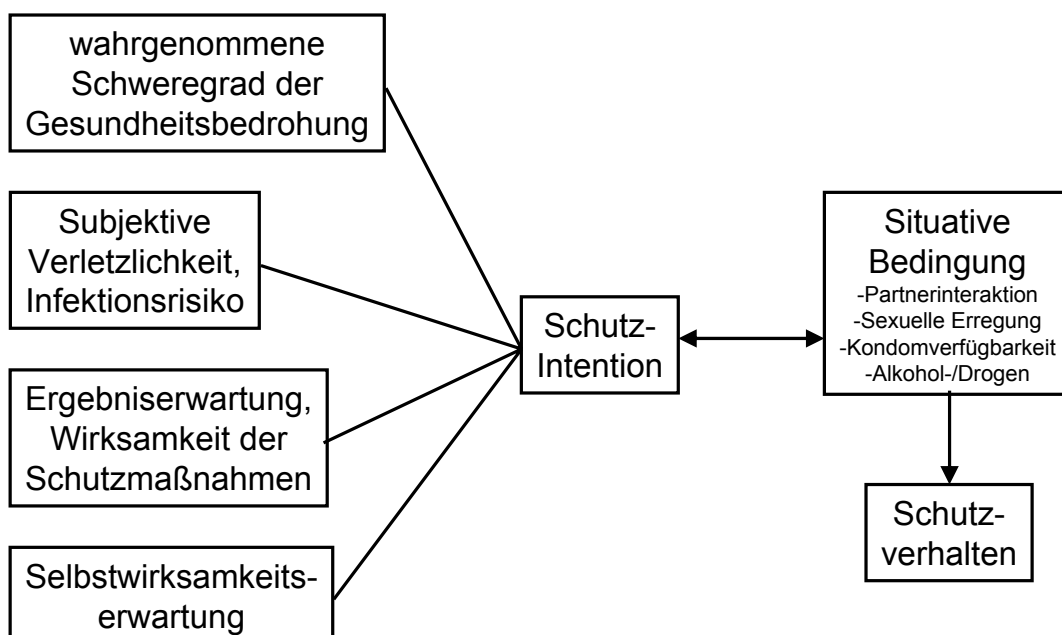 wahrgenommene
Schweregrad der
Gesundheitsbedrohung
Subjektive
Verletzlichkeit,
Infektionsrisiko
Ergebniserwartung,
Wirksamkeit der
Schutzmaßnahmen
Selbstwirksamkeits-
erwartung
Schutz-
Intention
Situative
Bedingung
-Partnerinteraktion
-Sexuelle Erregung
-Kondomverfügbarkeit
-Alkohol-/Drogen
Schutz-
verhalten